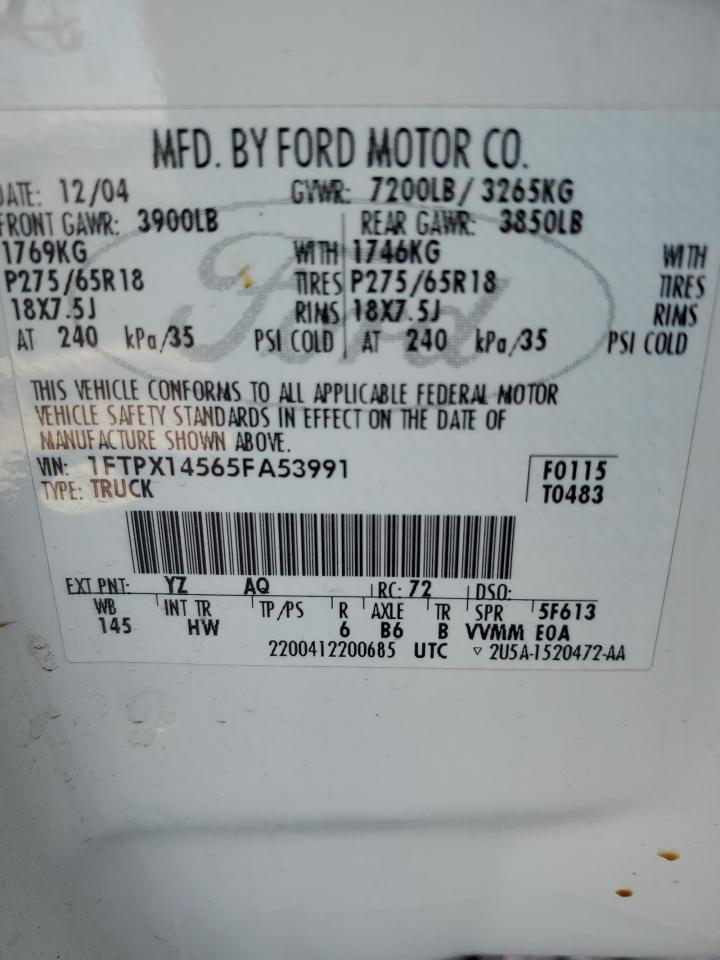 MFD. BY FORD MOTOR CO.
DATE: 12/04 GVWR: 7200LB/ 3265KG
FRONT GAWR: 3900LB REAR GAWR: 3850LB
1769KG WITH 1746KG WITH
P275/65R18 TIRES P275/65R18 TIRES
18X7.5J RIMS 18X7.5J RIMS
AT 240 kPa/35 PSI COLD AT 240 kPa/35 PSI COLD
Ford
THIS VEHICLE CONFORMS TO ALL APPLICABLE FEDERAL MOTOR
VEHICLE SAFETY STANDARDS IN EFFECT ON THE DATE OF
MANUFACTURE SHOWN ABOVE.
VIN: 1FTPX14565FA53991 F0115
TYPE: TRUCK T0483
EXT PNT: YZ AQ RC: 72 DSO:
WB INT TR TP/PS R AXLE TR SPR 5F613
145 HW 6 B6 B VVMM E0A
2200412200685 UTC ▽ 2U5A-1520472-AA